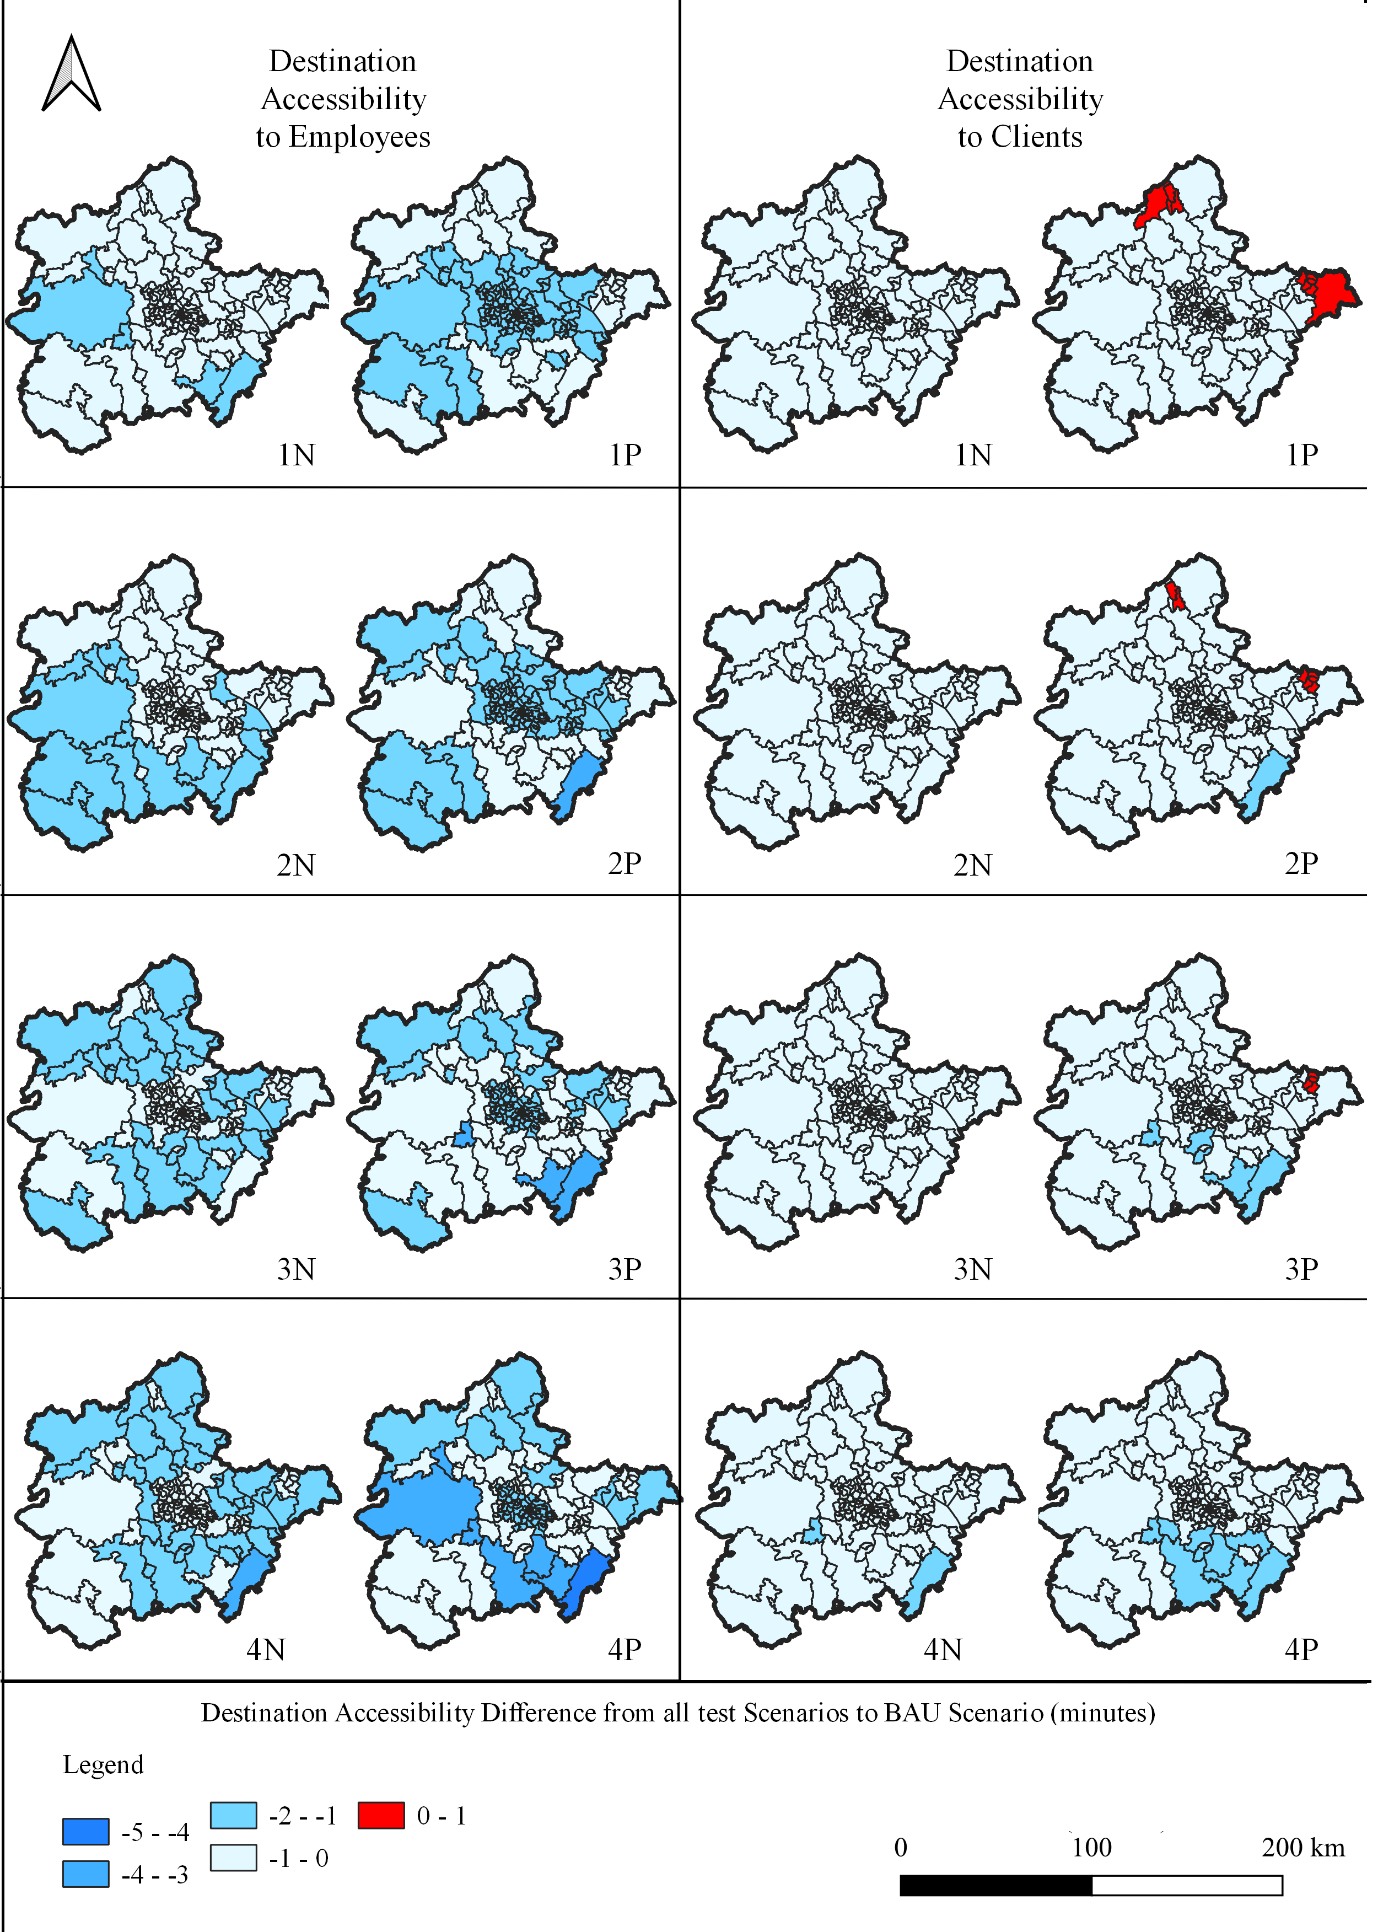 Destination
Accessibility
to Employees
Destination
Accessibility
to Clients
1N
1P
1N
1P
2N
2P
2N
2P
3N
3P
3N
3P
4N
4P
4N
4P
Destination Accessibility Difference from all test Scenarios to BAU Scenario (minutes)
Legend
-5 - -4
-4 - -3
-2 - -1
-1 - 0
0 - 1
0 100 200 km